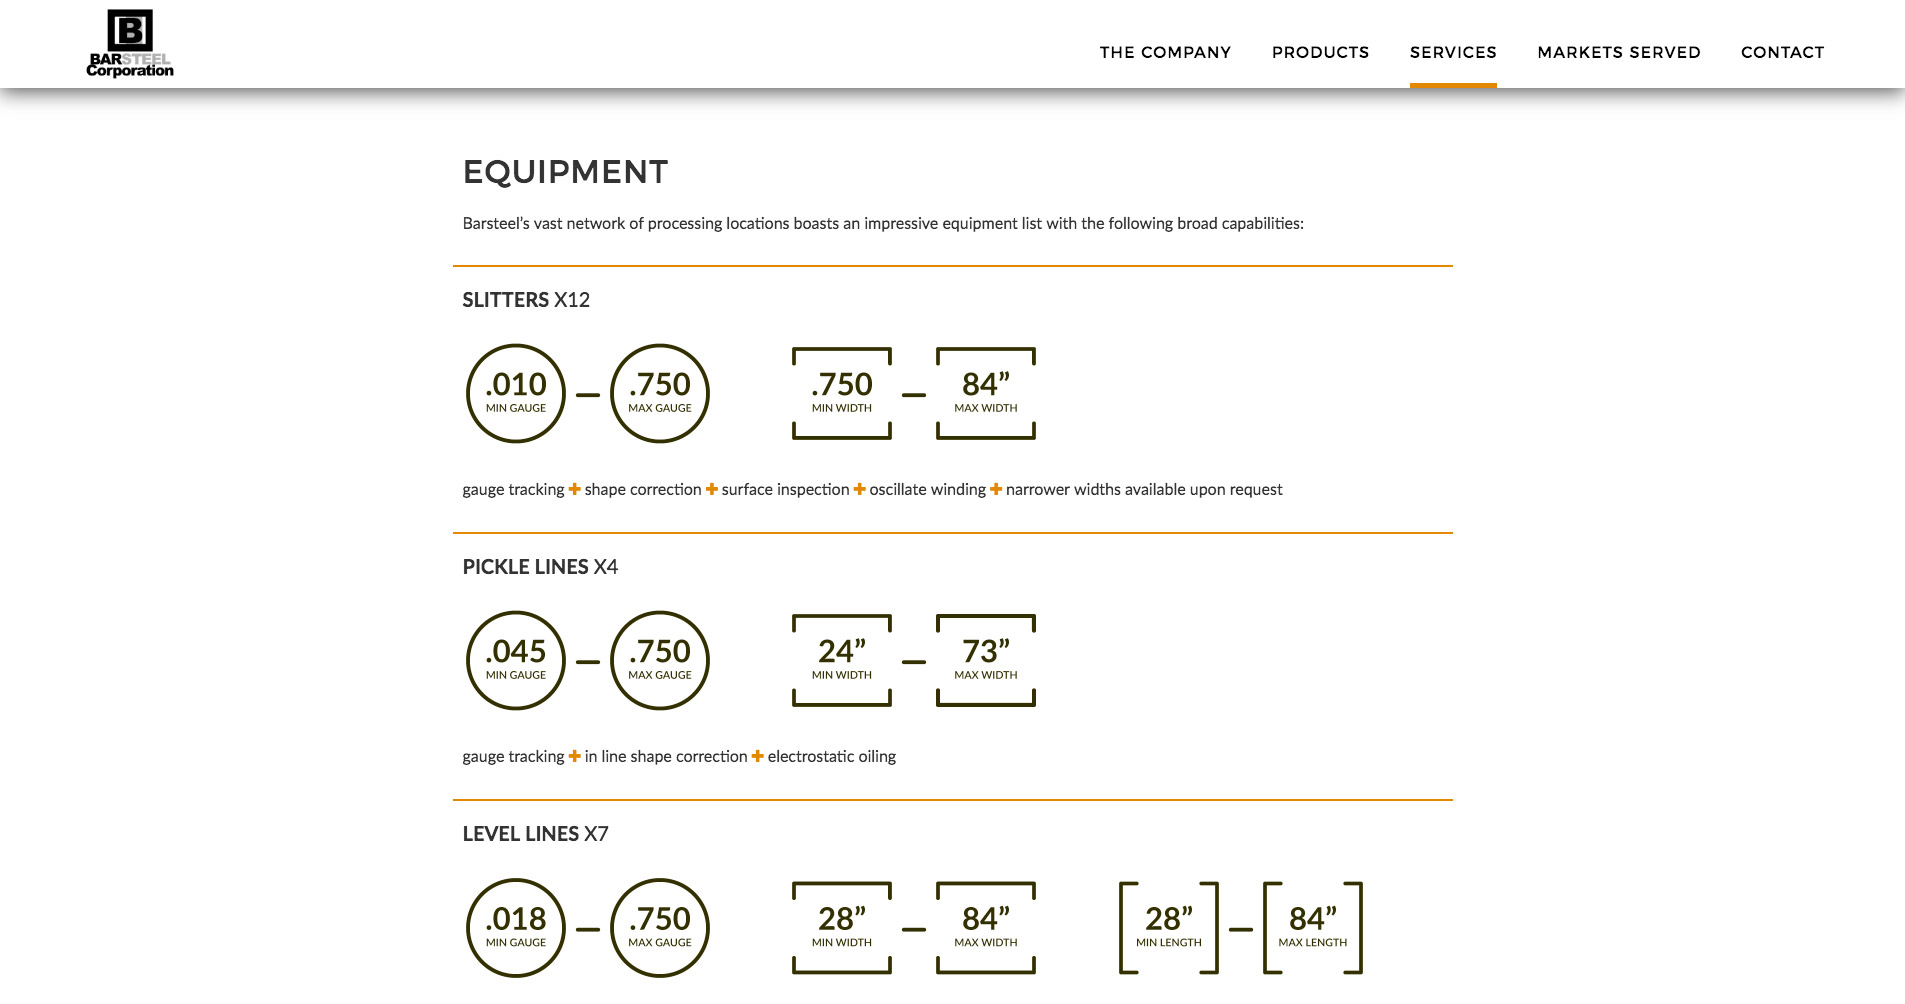 B
BARSTEEL
Corporation
THE COMPANY PRODUCTS SERVICES MARKETS SERVED CONTACT
EQUIPMENT
Barsteel’s vast network of processing locations boasts an impressive equipment list with the following broad capabilities:
SLITTERS X12
.010 – .750 .750 – 84”
MIN GAUGE MAX GAUGE MIN WIDTH MAX WIDTH
gauge tracking + shape correction + surface inspection + oscillate winding + narrower widths available upon request
PICKLE LINES X4
.045 – .750 24” – 73”
MIN GAUGE MAX GAUGE MIN WIDTH MAX WIDTH
gauge tracking + in line shape correction + electrostatic oiling
LEVEL LINES X7
.018 – .750 28” – 84” 28” – 84”
MIN GAUGE MAX GAUGE MIN WIDTH MAX WIDTH MIN LENGTH MAX LENGTH